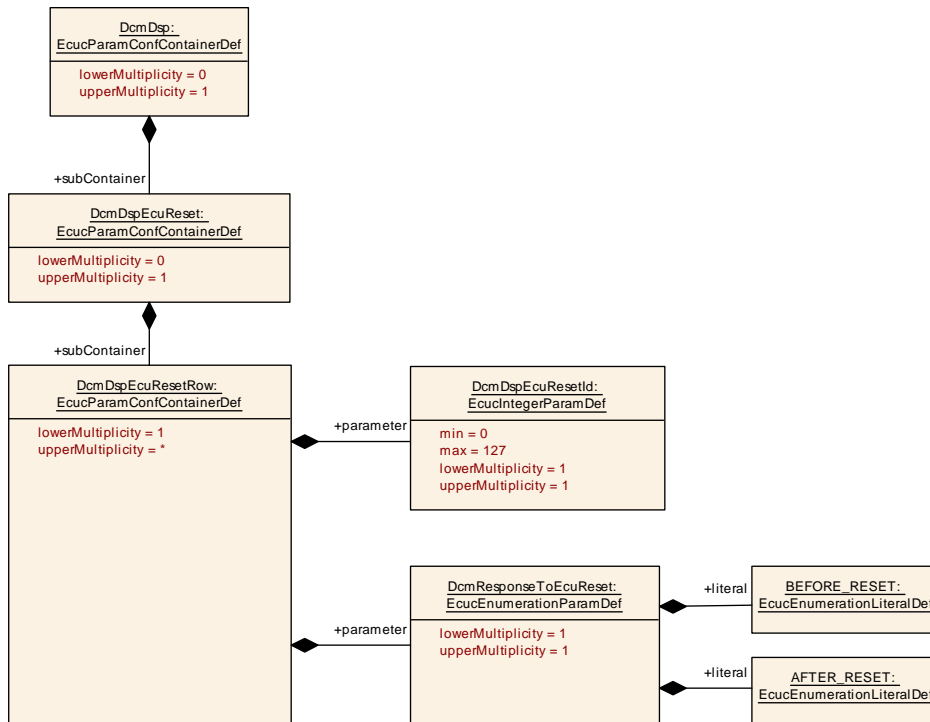 DcmDsp:
EcucParamConfContainerDef
lowerMultiplicity = 0
upperMultiplicity = 1
+subContainer
DcmDspEcuReset:
EcucParamConfContainerDef
lowerMultiplicity = 0
upperMultiplicity = 1
+subContainer
DcmDspEcuResetRow:
EcucParamConfContainerDef
lowerMultiplicity = 1
upperMultiplicity = *
+parameter
DcmDspEcuResetId:
EcucIntegerParamDef
min = 0
max = 127
lowerMultiplicity = 1
upperMultiplicity = 1
+parameter
DcmResponseToEcuReset:
EcucEnumerationParamDef
lowerMultiplicity = 1
upperMultiplicity = 1
+literal
BEFORE_RESET:
EcucEnumerationLiteralDef
+literal
AFTER_RESET:
EcucEnumerationLiteralDef